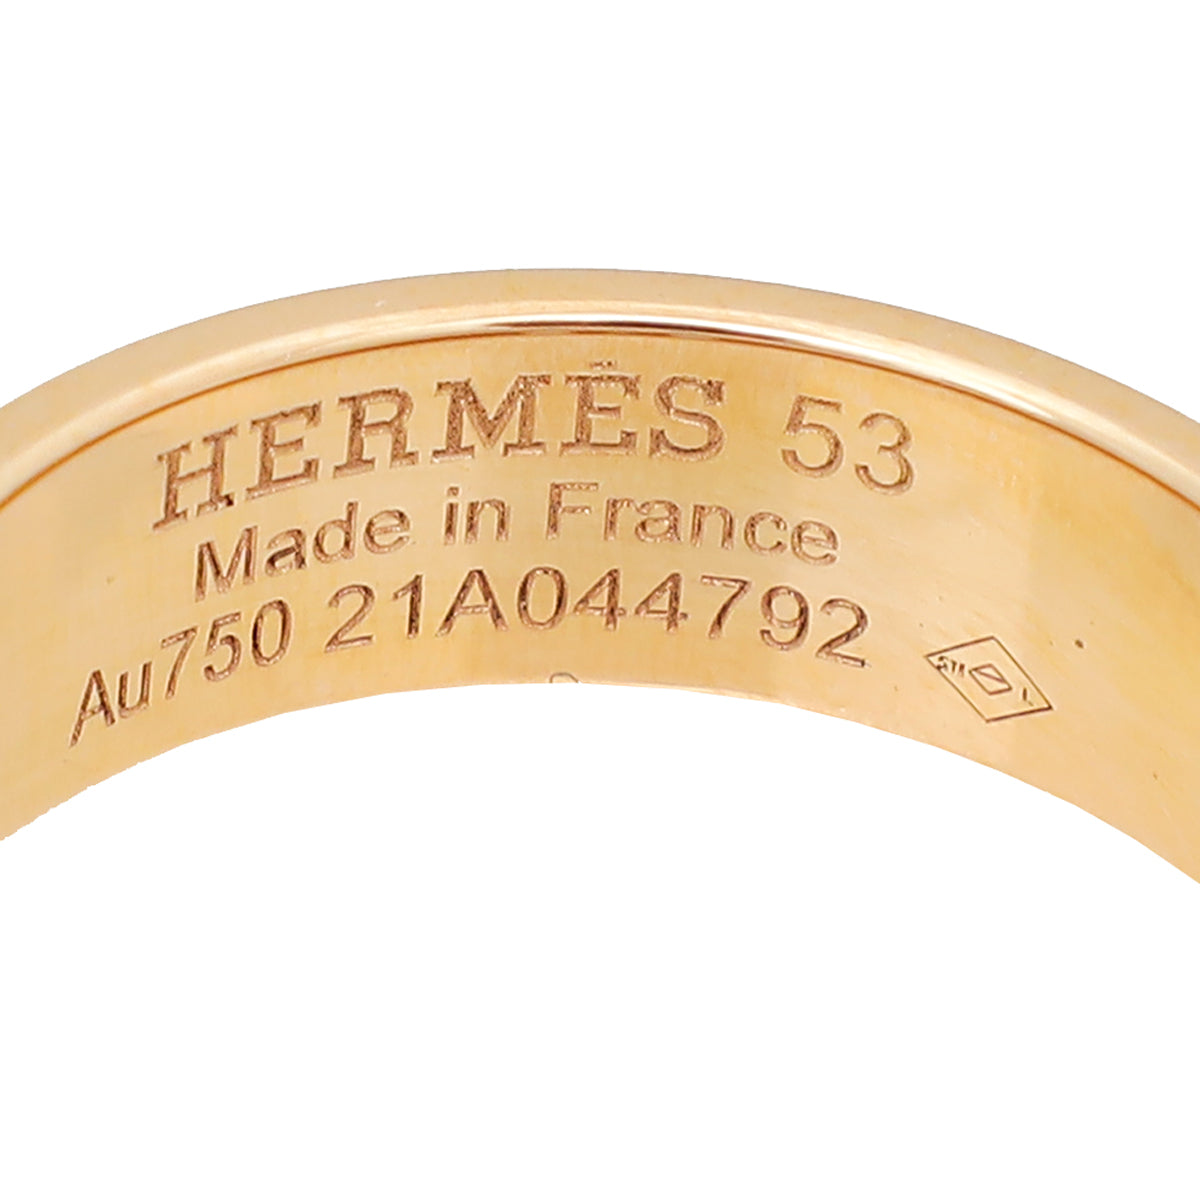 HERMÈS 53
Made in France
Au750 21A044792